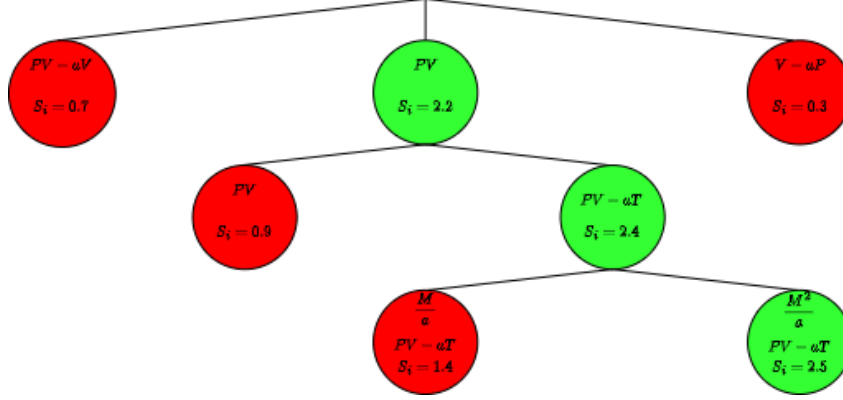 PV − aV
S_i = 0.7
PV
S_i = 2.2
V − aP
S_i = 0.3
PV
S_i = 0.9
PV − aT
S_i = 2.4
M/a
PV − aT
S_i = 1.4
M²/a
PV − aT
S_i = 2.5